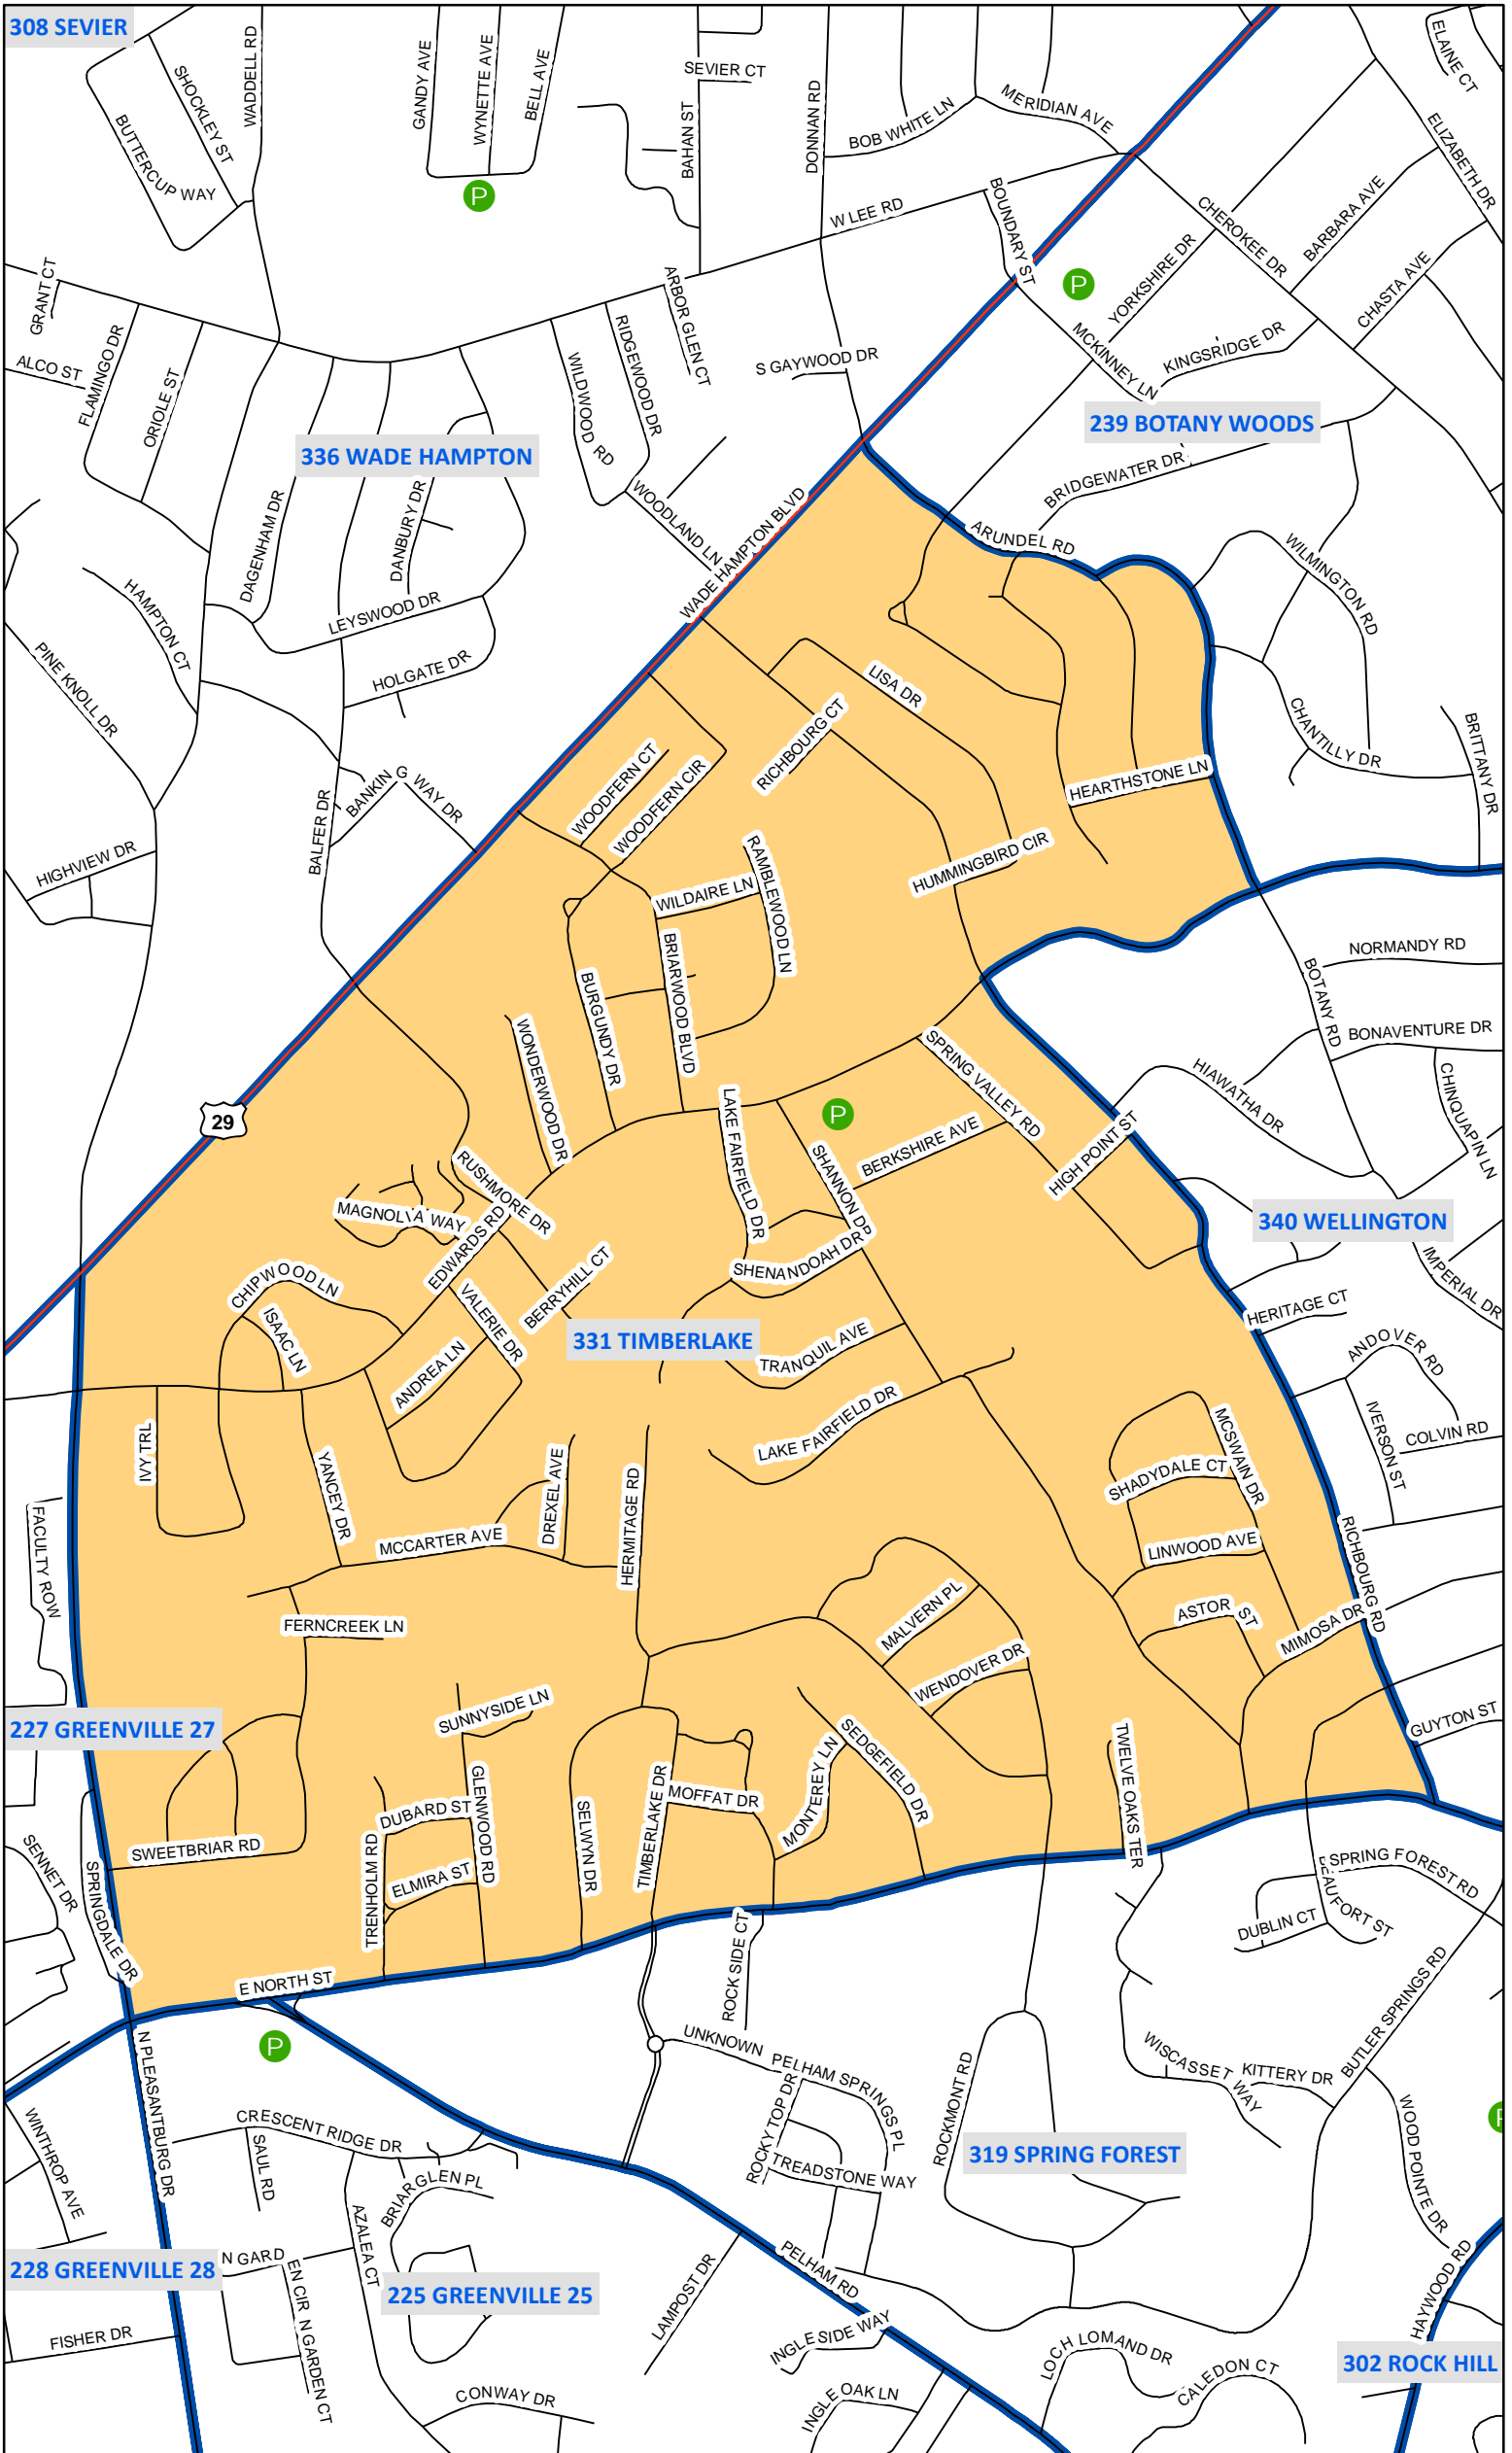 308 SEVIER
SHOCKLEY ST
BUTTERCUP WAY
WADDELL RD
GANDY AVE
WYNETTE AVE
BELL AVE
SEVIER CT
BAHAN ST
DONNAN RD
BOB WHITE LN
MERIDIAN AVE
ELAINE CT
ELIZABETH DR
P
W LEE RD
BOUNDARY ST
CHEROKEE DR
BARBARA AVE
YORKSHIRE DR
CHASTA AVE
P
GRANT CT
ALCO ST
FLAMINGO DR
ORIOLE ST
ARBOR GLEN CT
RIDGEWOOD DR
WILDWOOD RD
S GAYWOOD DR
MCKINNEY LN
KINGSRIDGE DR
239 BOTANY WOODS
336 WADE HAMPTON
BRIDGEWATER DR
DAGENHAM DR
DANBURY DR
WOODLAND LN
WADE HAMPTON BLVD
ARUNDEL RD
WILMINGTON RD
HAMPTON CT
LEYSWOOD DR
PINE KNOLL DR
HOLGATE DR
LISA DR
RICHBOURG CT
CHANTILLY DR
BRITTANY DR
WOODFERN CT
WOODFERN CIR
HEARTHSTONE LN
BANKING WAY DR
BALFER DR
HIGHVIEW DR
HUMMINGBIRD CIR
RAMBLEWOOD LN
WILDAIRE LN
NORMANDY RD
BRIARWOOD BLVD
BURGUNDY DR
BOTANY RD
BONAVENTURE DR
WONDERWOOD DR
SPRING VALLEY RD
HIAWATHA DR
CHINQUAPIN LN
29
P
LAKE FAIRFIELD DR
SHANNON DR
BERKSHIRE AVE
HIGH POINT ST
RUSHMORE DR
MAGNOLIA WAY
EDWARDS RD
340 WELLINGTON
SHENANDOAH DR
IMPERIAL DR
CHIPWOOD LN
BERRYHILL CT
HERITAGE CT
ISAAC LN
VALERIE DR
331 TIMBERLAKE
TRANQUIL AVE
ANDOVER RD
ANDREA LN
LAKE FAIRFIELD DR
IVERSON ST
COLVIN RD
IVY TRL
YANCEY DR
DREXEL AVE
HERMITAGE RD
MCSWAIN DR
SHADYDALE CT
FACULTY ROW
MCCARTER AVE
LINWOOD AVE
RICHBOURG RD
FERNCREEK LN
MALVERN PL
ASTOR ST
MIMOSA DR
WENDOVER DR
227 GREENVILLE 27
SUNNYSIDE LN
GUYTON ST
SEDGEFIELD DR
MONTEREY LN
TWELVE OAKS TER
GLENWOOD RD
TIMBERLAKE DR
MOFFAT DR
DUBARD ST
SELWYN DR
SWEETBRIAR RD
SENNET DR
SPRINGDALE DR
TRENHOLM RD
ELMIRA ST
SPRING FOREST RD
BEAUFORT ST
DUBLIN CT
E NORTH ST
ROCK SIDE CT
BUTLER SPRINGS RD
P
N PLEASANTBURG DR
UNKNOWN
PELHAM SPRINGS PL
WISCASSET WAY
KITTERY DR
ROCKMONT RD
ROCKY TOP DR
WINTHROP AVE
CRESCENT RIDGE DR
SAUL RD
WOOD POINTE DR
P
319 SPRING FOREST
TREADSTONE WAY
BRIARGLEN PL
AZALEA CT
228 GREENVILLE 28
N GARDEN CIR
225 GREENVILLE 25
PELHAM RD
LAMPOST DR
HAYWOOD RD
FISHER DR
N GARDEN CT
INGLESIDE WAY
LOCH LOMAND DR
302 ROCK HILL
CALEDON CT
CONWAY DR
INGLE OAK LN